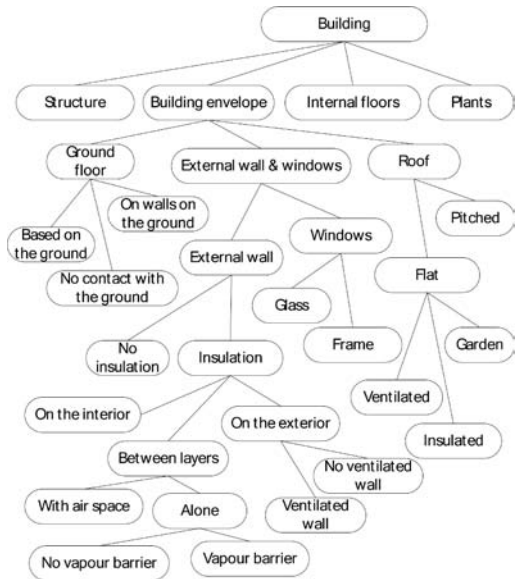 Building
Structure
Building envelope
Internal floors
Plants
Ground
floor
External wall & windows
Roof
On walls on
the ground
Pitched
Based on
the ground
Windows
No contact with
the ground
External wall
Flat
Glass
No
insulation
Insulation
Frame
Garden
Ventilated
On the interior
On the exterior
Insulated
Between layers
No ventilated
wall
With air space
Alone
Ventilated
wall
No vapour barrier
Vapour barrier